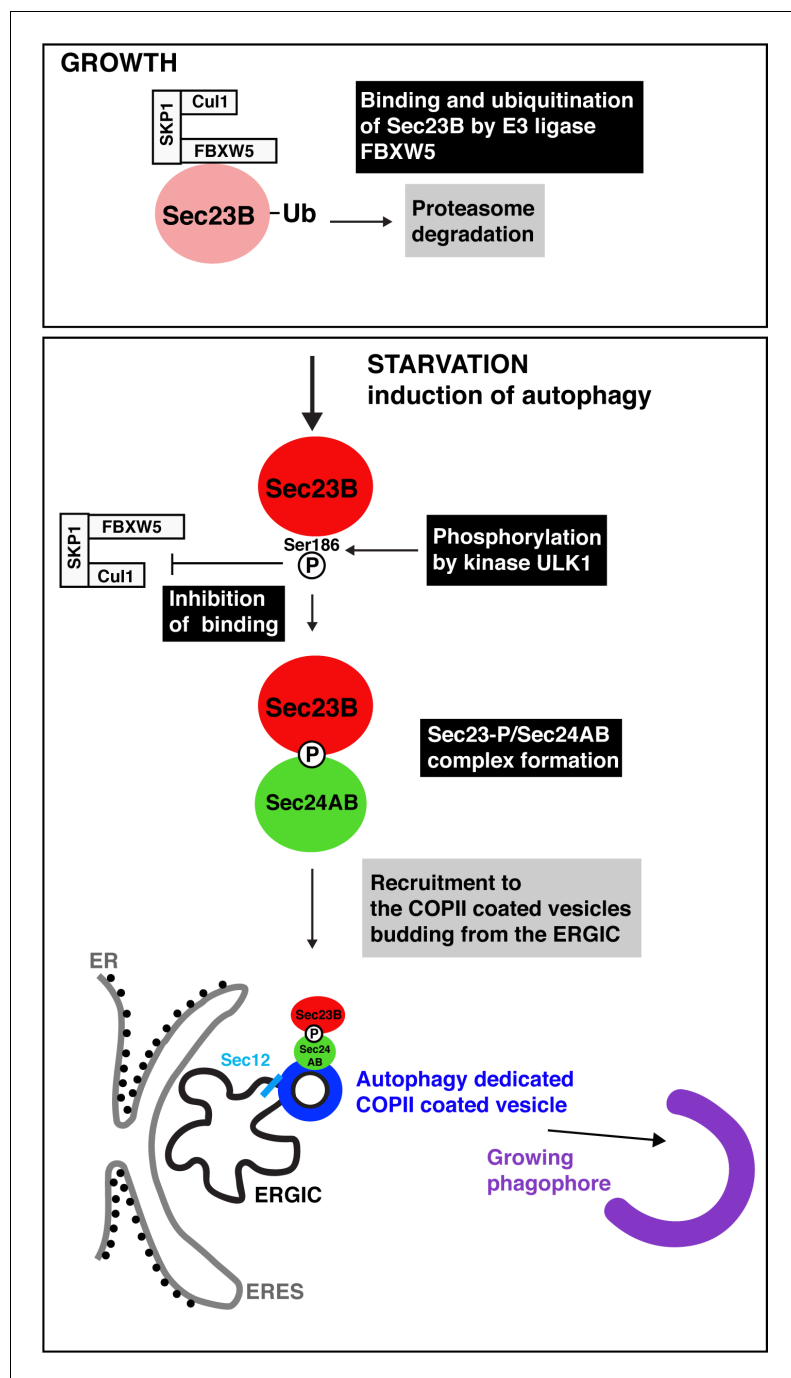 GROWTH
SKP1
Cul1
FBXW5
Sec23B
Ub
Binding and ubiquitination
of Sec23B by E3 ligase
FBXW5
Proteasome
degradation
STARVATION
induction of autophagy
Sec23B
Ser186
P
SKP1
FBXW5
Cul1
Inhibition
of binding
Phosphorylation
by kinase ULK1
Sec23B
P
Sec24AB
Sec23-P/Sec24AB
complex formation
Recruitment to
the COPII coated vesicles
budding from the ERGIC
ER
Sec23B
P
Sec24
AB
Sec12
Autophagy dedicated
COPII coated vesicle
Growing
phagophore
ERGIC
ERES